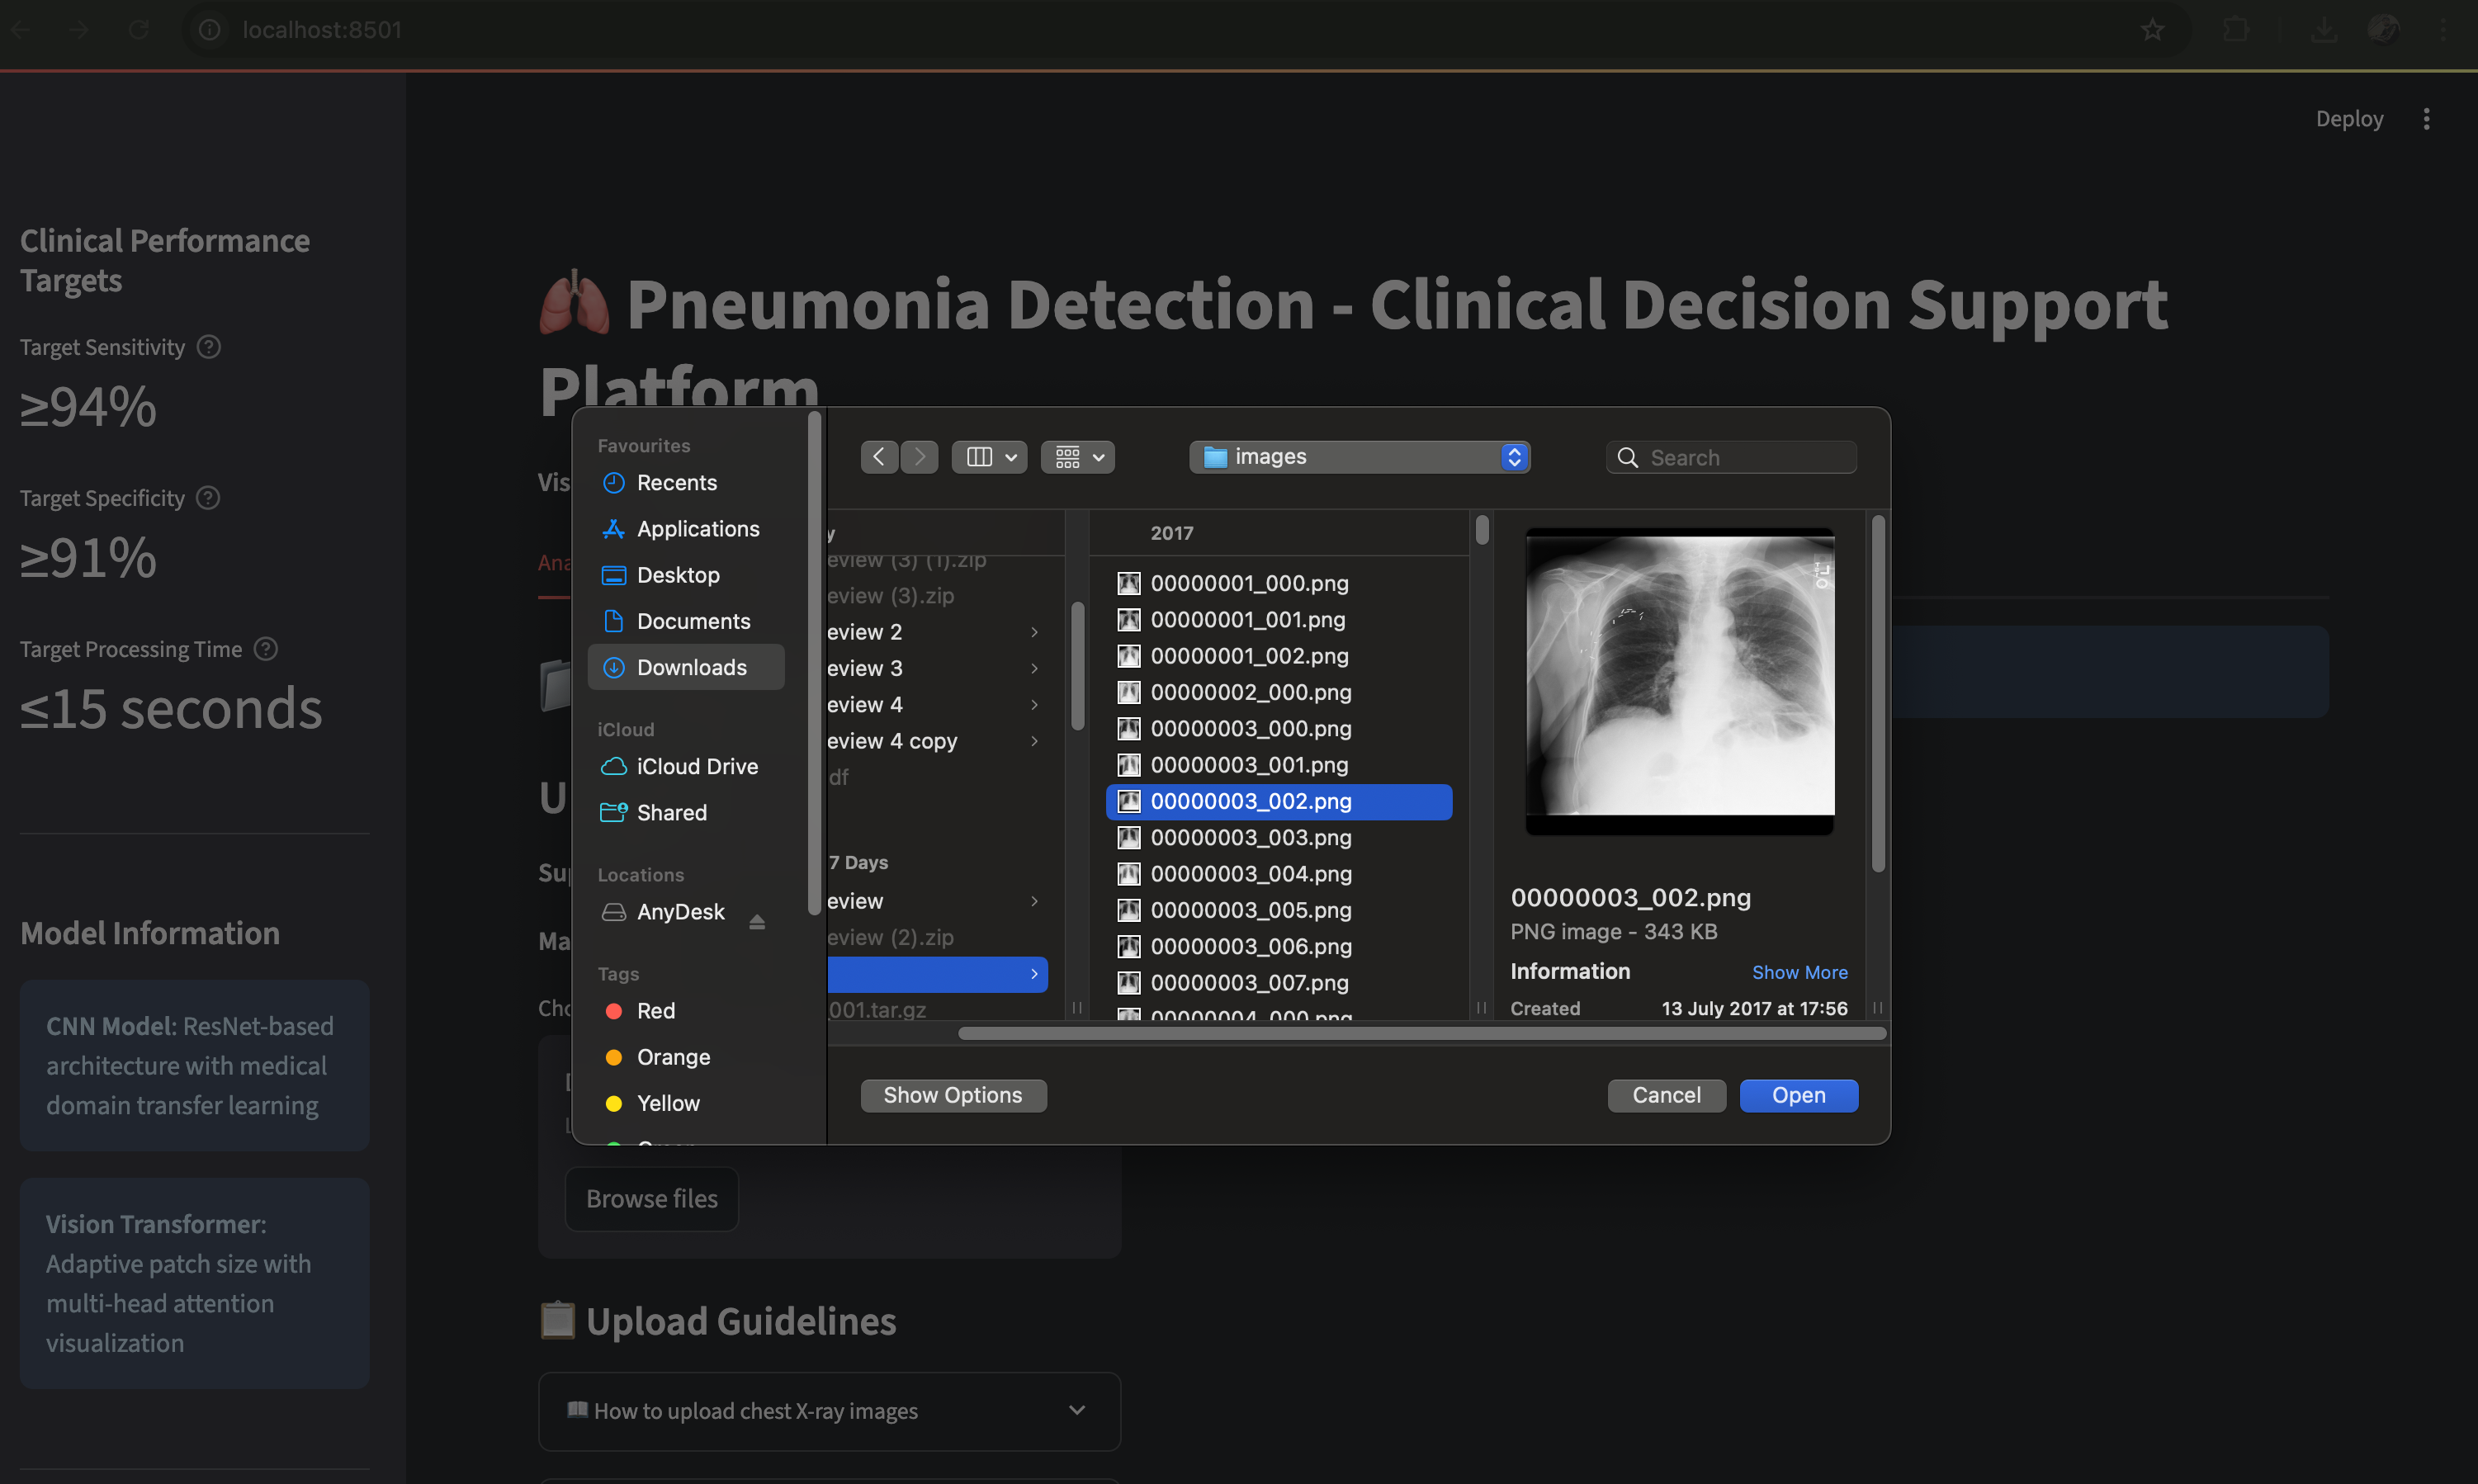 localhost:8501
Deploy
Clinical Performance
Targets
Target Sensitivity
≥94%
Target Specificity
≥91%
Target Processing Time
≤15 seconds
Model Information
CNN Model: ResNet-based
architecture with medical
domain transfer learning
Vision Transformer:
Adaptive patch size with
multi-head attention
visualization
Pneumonia Detection - Clinical Decision Support
Platform
Vis
Ana
U
Sup
Ma
Cho
Browse files
Upload Guidelines
How to upload chest X-ray images
Favourites
Recents
Applications
Desktop
Documents
Downloads
iCloud
iCloud Drive
Shared
Locations
AnyDesk
Tags
Red
Orange
Yellow
Green
images
Search
y
eview (3) (1).zip
eview (3).zip
eview 2
eview 3
eview 4
eview 4 copy
df
7 Days
eview
eview (2).zip
001.tar.gz
2017
00000001_000.png
00000001_001.png
00000001_002.png
00000002_000.png
00000003_000.png
00000003_001.png
00000003_002.png
00000003_003.png
00000003_004.png
00000003_005.png
00000003_006.png
00000003_007.png
00000004_000.png
00000003_002.png
PNG image - 343 KB
Information
Show More
Created
13 July 2017 at 17:56
Show Options
Cancel
Open